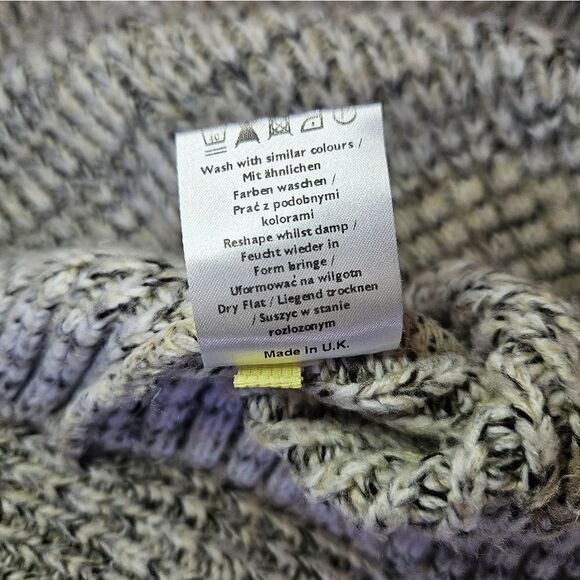 Wash with similar colours /
Mit ähnlichen
Farben waschen /
Prać z podobnymi
kolorami
Reshape whilst damp /
Feucht wieder in
Form bringe /
Uformować na wilgotn
Dry Flat / Liegend trocknen
/ Suszyc w stanie
rozlozonym
Made in U.K.